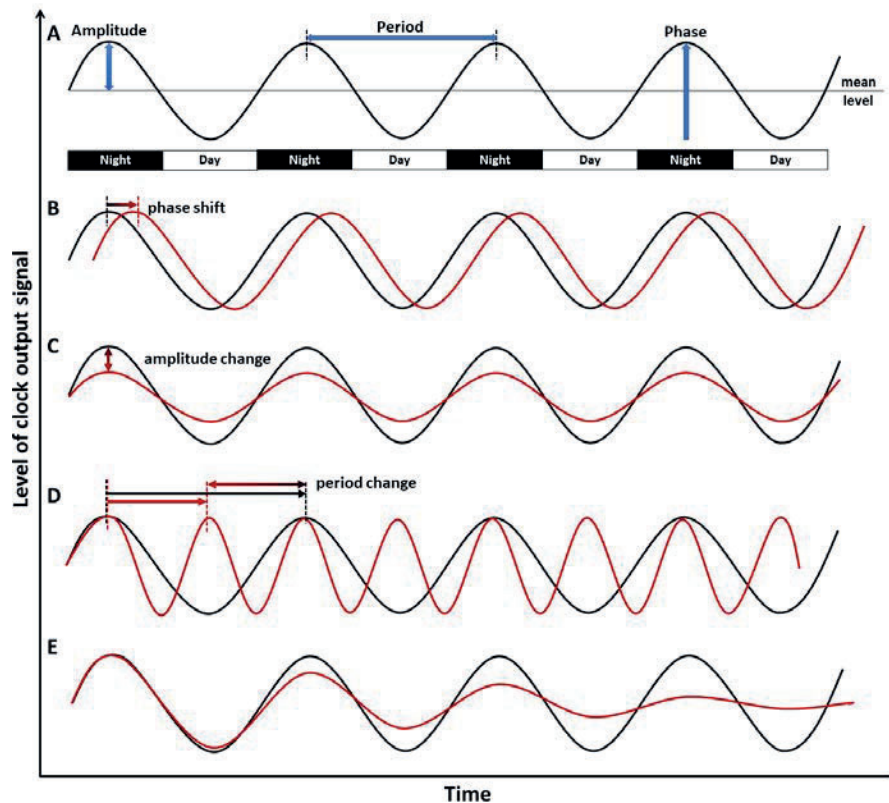 A
Amplitude
Period
Phase
mean
level
Night Day Night Day Night Day Night Day
B
phase shift
C
amplitude change
D
period change
E
Level of clock output signal
Time